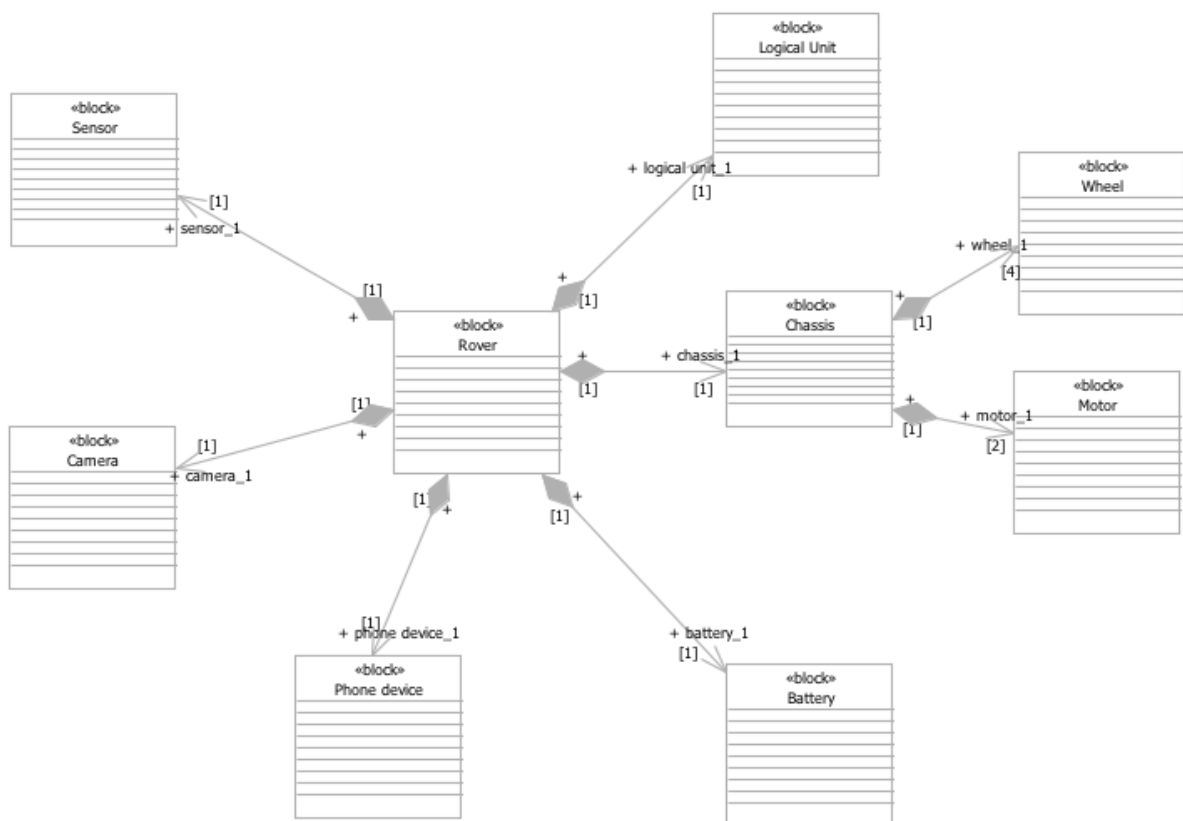 «block»
Logical Unit
«block»
Sensor
+ logical unit_1
[1]
«block»
Wheel
[1]
+ sensor_1
+ wheel_1
[4]
[1]
+
+
[1]
«block»
Rover
«block»
Chassis
+
[1]
+
[1]
+ chassis_1
[1]
«block»
Motor
+
[1]
+ motor_1
[2]
[1]
+
«block»
Camera
[1]
+ camera_1
[1]
+
+
[1]
[1]
+ phone device_1
+ battery_1
[1]
«block»
Phone device
«block»
Battery